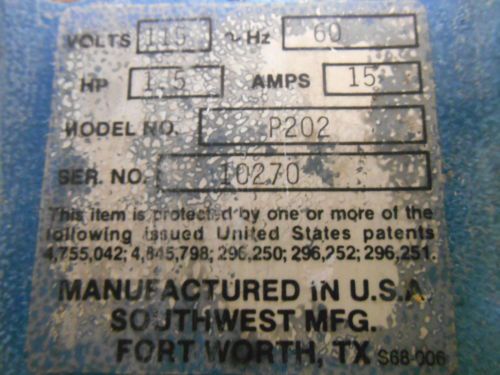 VOLTS 115 ~ Hz 60
HP 1.5 AMPS 15
MODEL NO. P202
SER. NO. 10270
This item is protected by one or more of the
following issued United States patents
4,755,042; 4,845,798; 296,250; 296,252; 296,251.
MANUFACTURED IN U.S.A
SOUTHWEST MFG.
FORT WORTH, TX S68-006